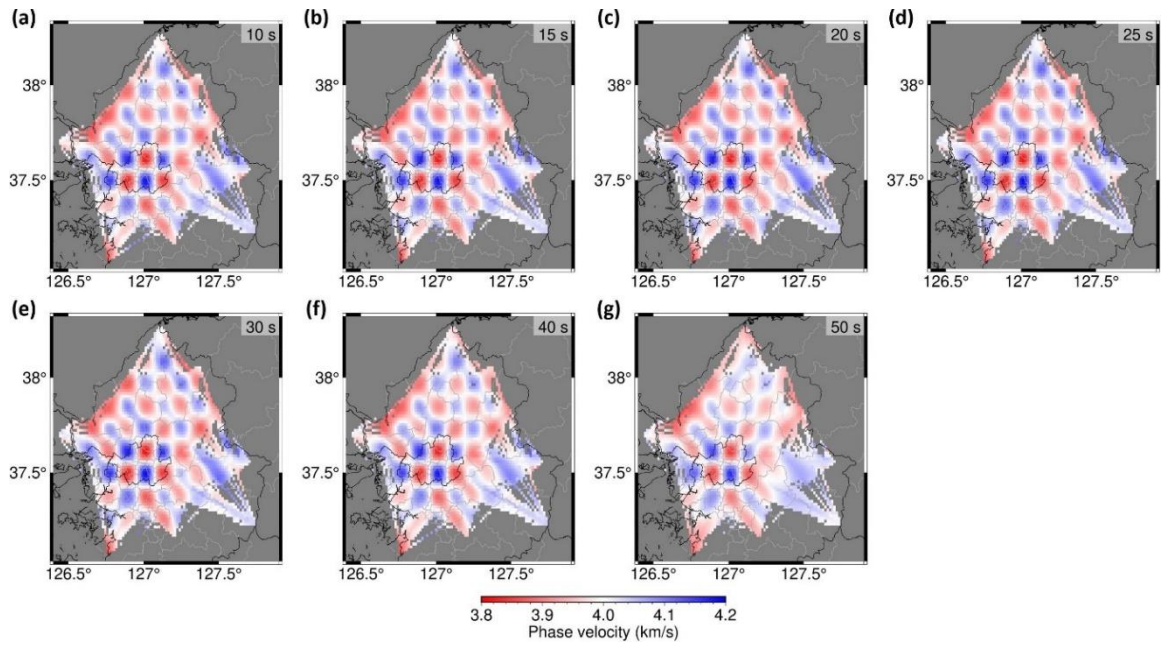 (a) (b) (c) (d)
10 s 15 s 20 s 25 s
38° 38° 38° 38°
37.5° 37.5° 37.5° 37.5°
126.5° 127° 127.5° 126.5° 127° 127.5° 126.5° 127° 127.5° 126.5° 127° 127.5°
(e) (f) (g)
30 s 40 s 50 s
38° 38° 38°
37.5° 37.5° 37.5°
126.5° 127° 127.5° 126.5° 127° 127.5° 126.5° 127° 127.5°
3.8 3.9 4.0 4.1 4.2
Phase velocity (km/s)